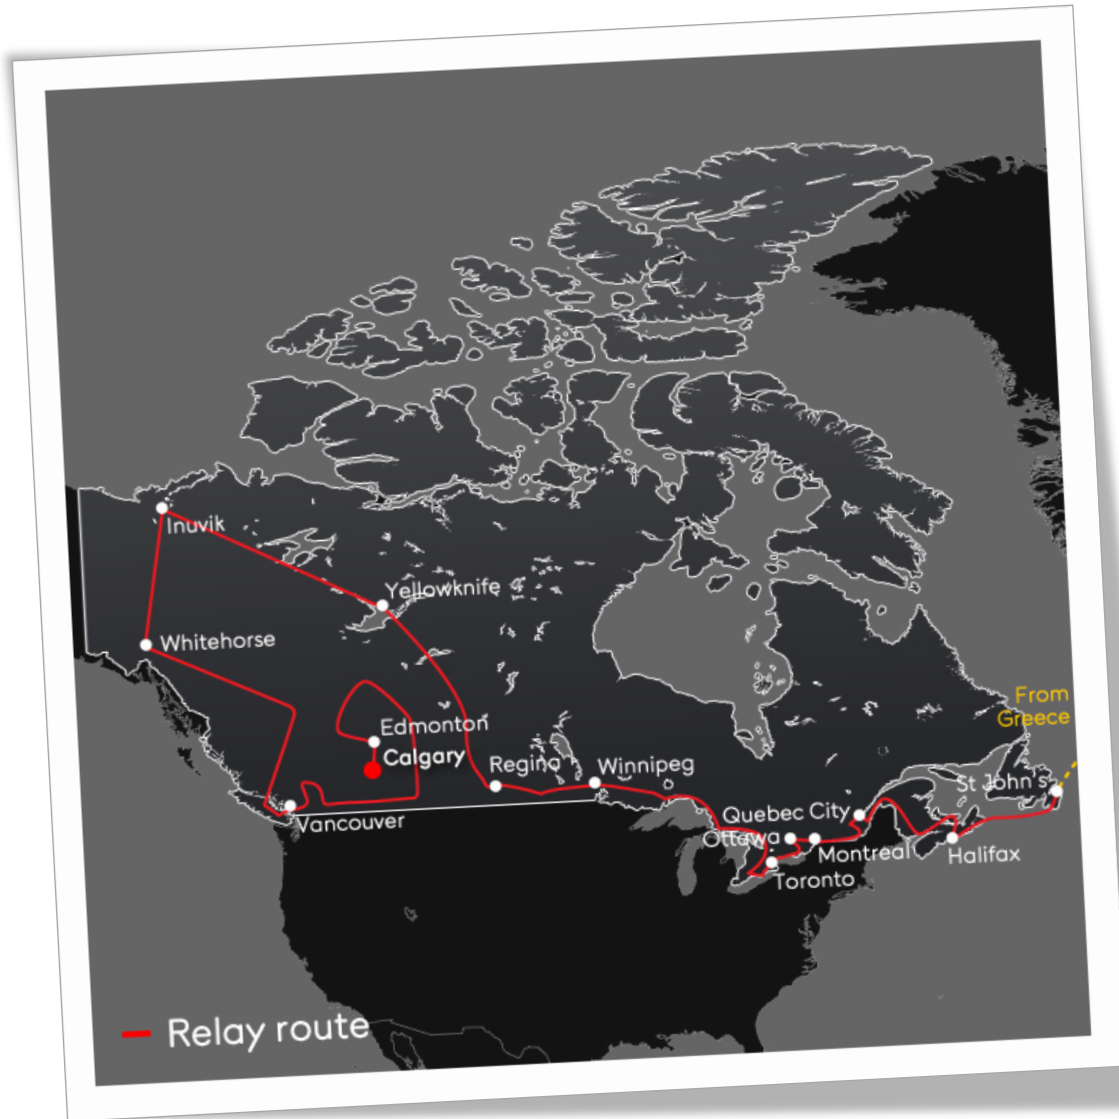 Inuvik
Yellowknife
Whitehorse
From
Greece
Edmonton
Calgary
Regina
Winnipeg
St John's
Quebec City
Vancouver
Ottawa
Montreal
Halifax
Toronto
Relay route